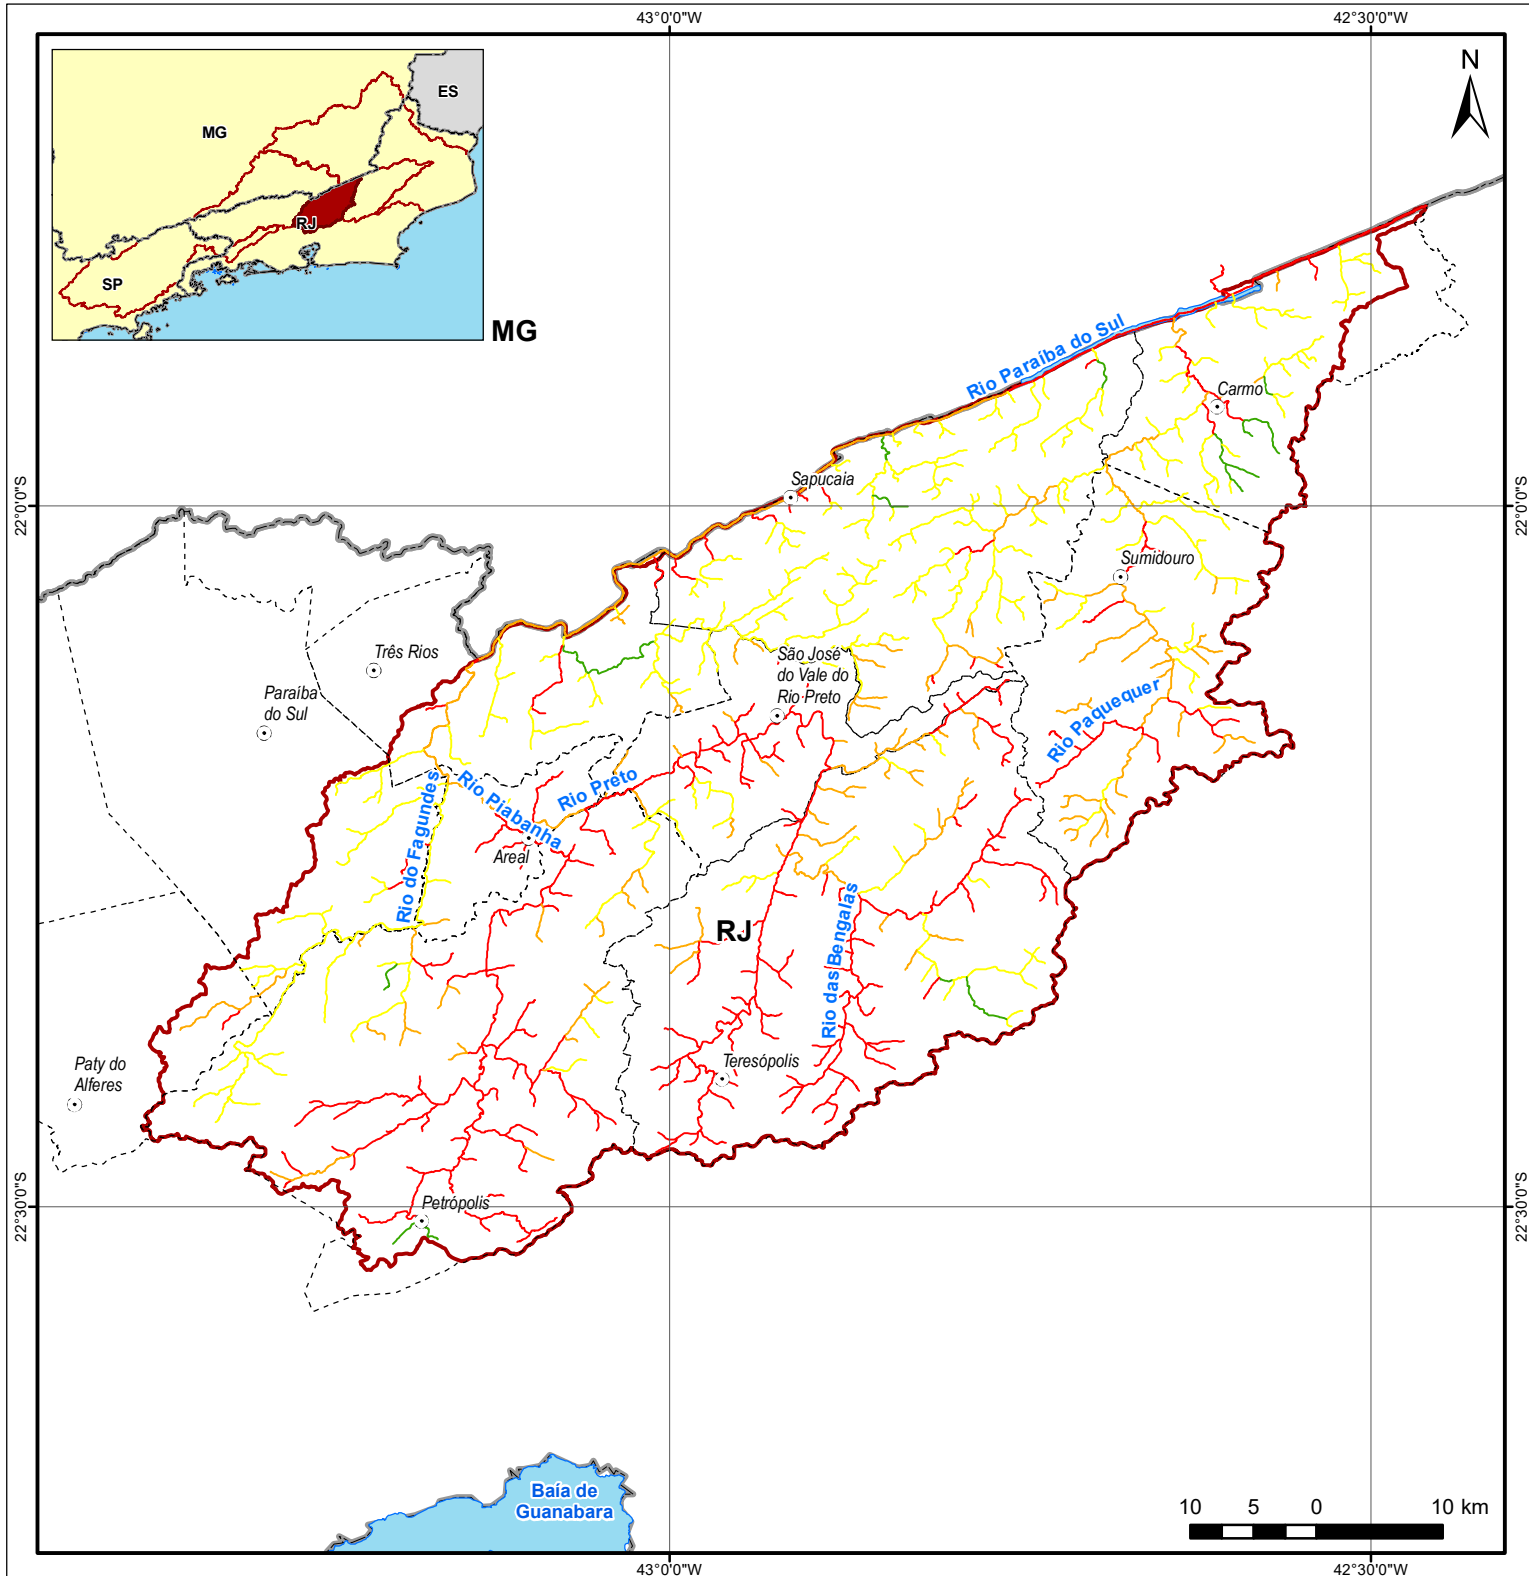 43°0'0"W
42°30'0"W
ES
MG
RJ
SP
N
MG
Rio Paraíba do Sul
Carmo
Sapucaia
22°0'0"S
22°0'0"S
Sumidouro
Três Rios
São José
do Vale do
Rio Preto
Paraíba
do Sul
Rio Paquequer
Rio Preto
Rio Piabanha
Rio do Fagundes
Areal
RJ
Rio das Bengalas
Paty do
Alferes
Teresópolis
Petrópolis
22°30'0"S
22°30'0"S
Baía de
Guanabara
10 5 0 10 km
43°0'0"W
42°30'0"W